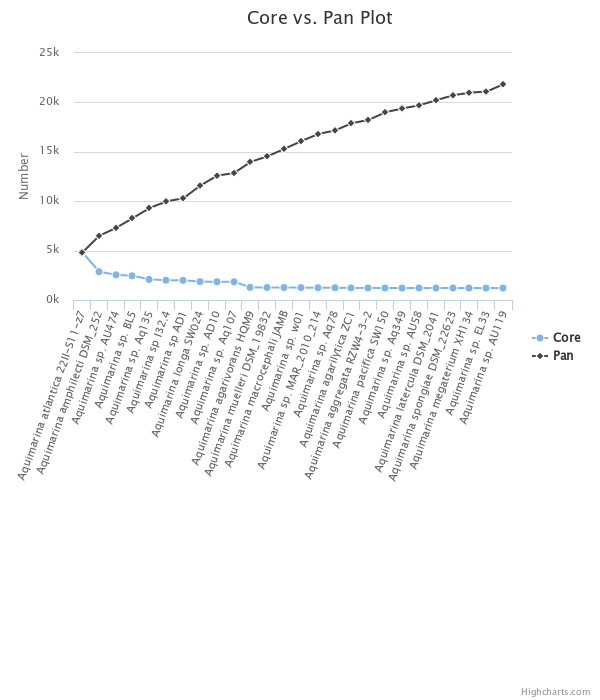 Core vs. Pan Plot
25k
20k
15k
10k
5k
0k
Number
Aquimarina atlantica 22II-S11-z7
Aquimarina amphilecti DSM_252
Aquimarina sp. AU474
Aquimarina sp. BL5
Aquimarina sp. Aq135
Aquimarina sp I32.4
Aquimarina sp AD1
Aquimarina longa SW024
Aquimarina sp. AD10
Aquimarina sp. Aq107
Aquimarina agarivorans HQM9
Aquimarina muelleri DSM_19832
Aquimarina macrocephali JAMB
Aquimarina sp. w01
Aquimarina sp. MAR_2010_214
Aquimarina sp. Aq78
Aquimarina agarilytica ZC1
Aquimarina aggregata RZW4-3-2
Aquimarina pacifica SW150
Aquimarina sp. Aq349
Aquimarina sp. AU58
Aquimarina latercula DSM_2041
Aquimarina spongiae DSM_22623
Aquimarina megaterium XH134
Aquimarina sp. EL33
Aquimarina sp. AU119
Core
Pan
Highcharts.com